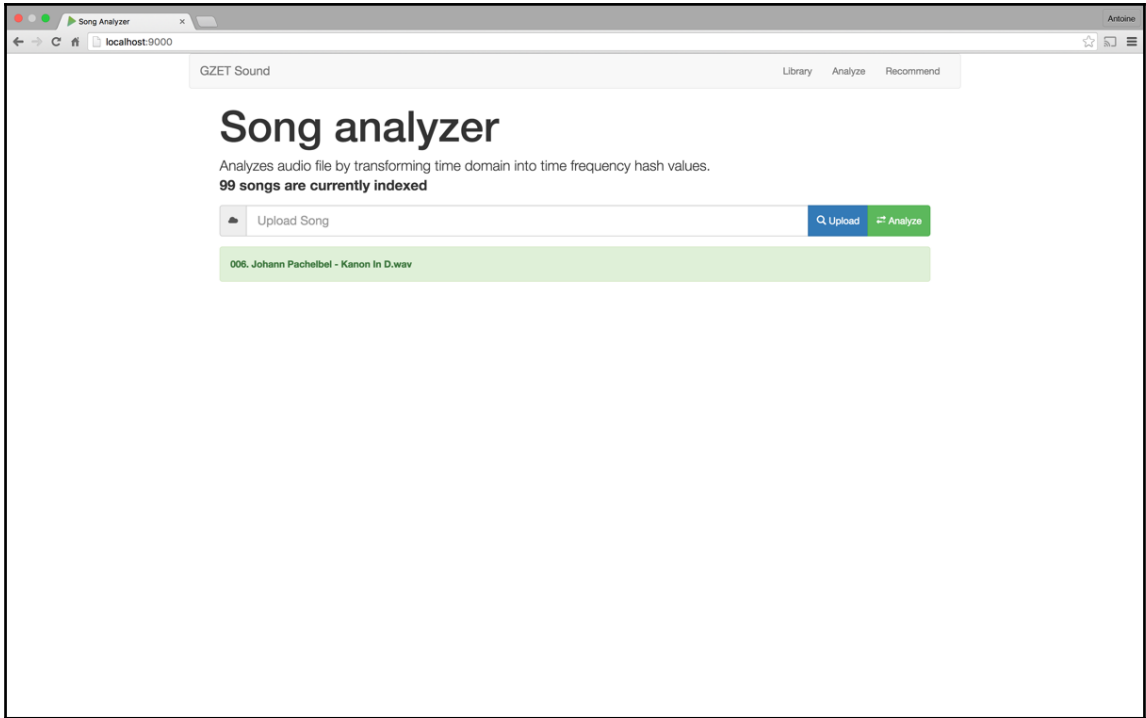 Song Analyzer
Antoine
localhost:9000
GZET Sound Library Analyze Recommend
Song analyzer
Analyzes audio file by transforming time domain into time frequency hash values.
99 songs are currently indexed
Upload Song Upload Analyze
006. Johann Pachelbel - Kanon In D.wav